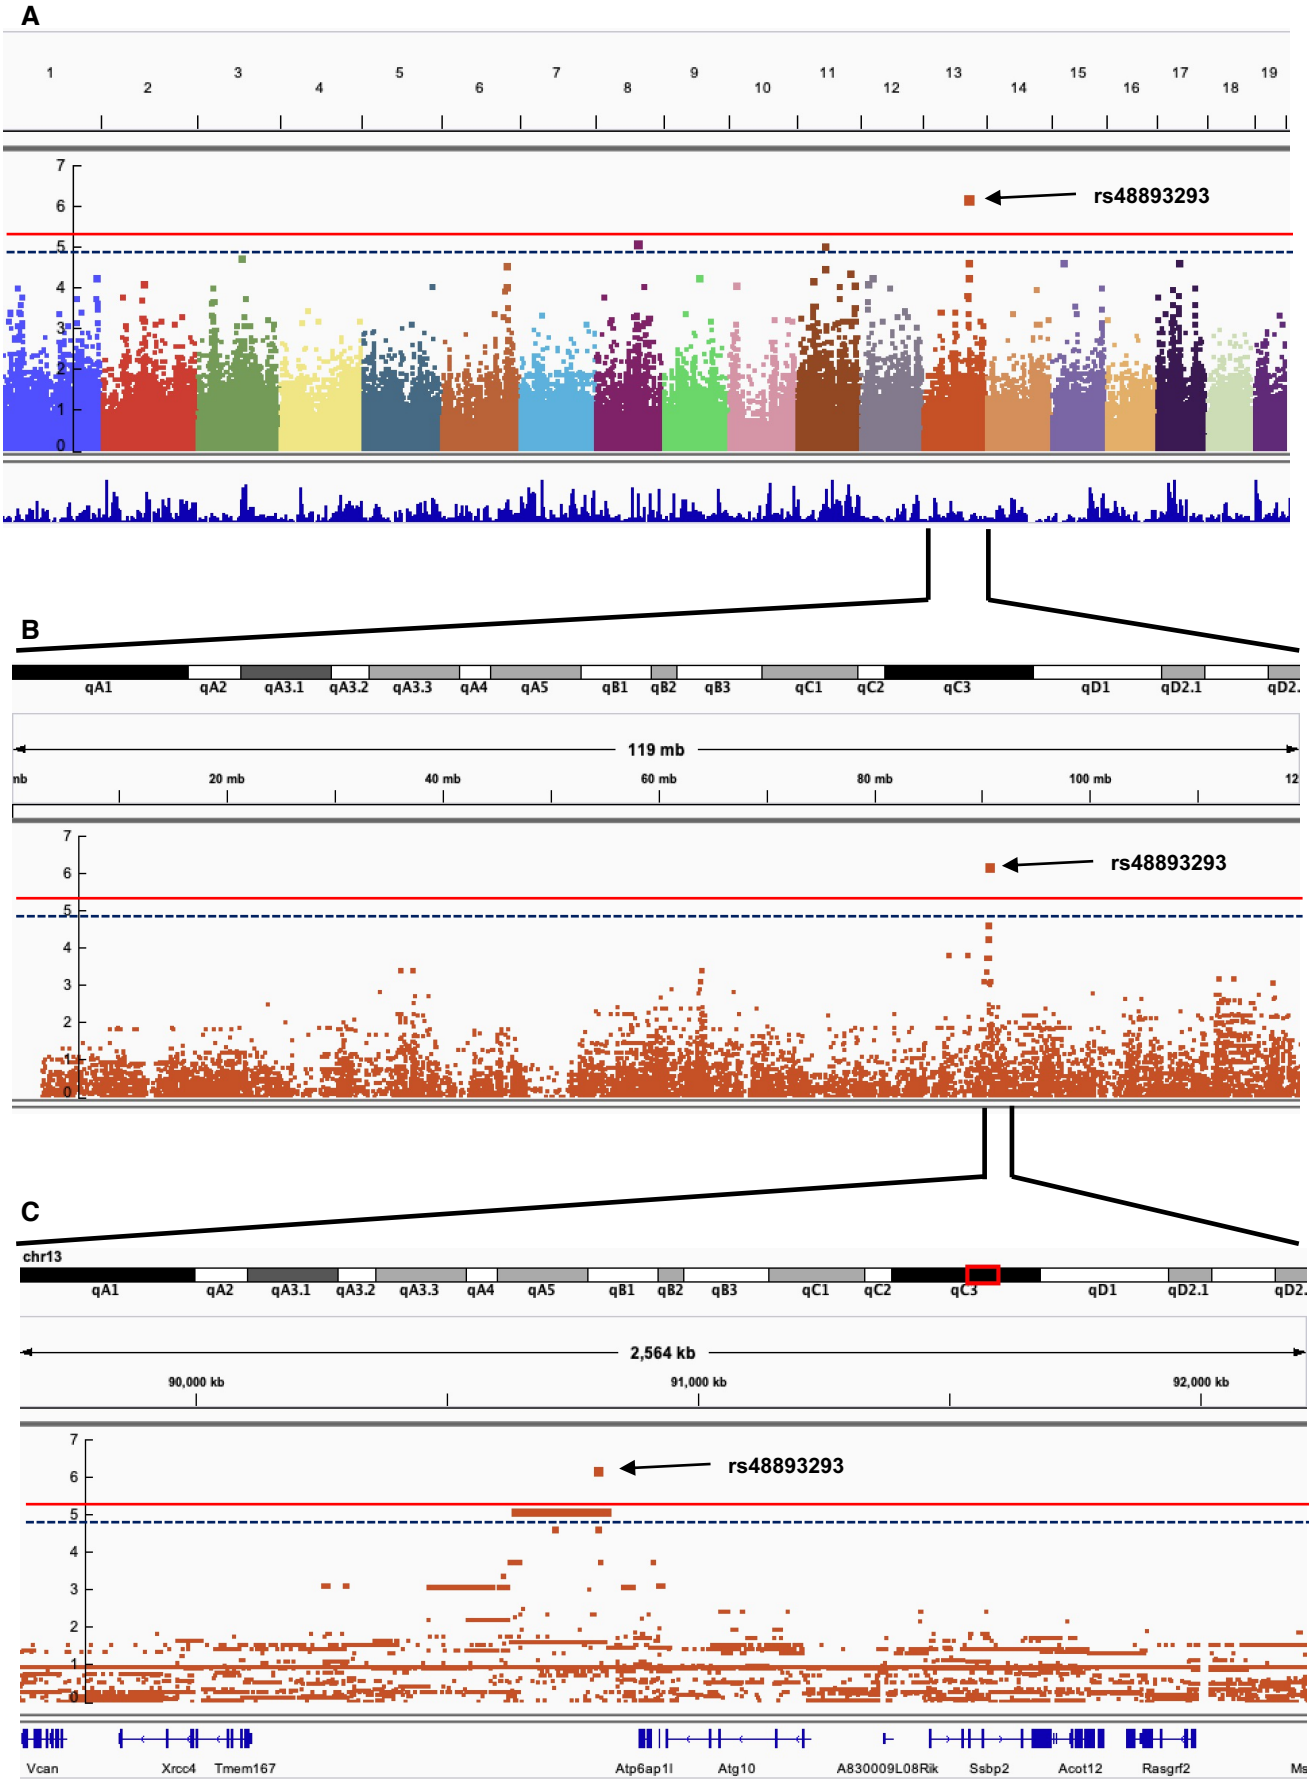 A
1 3 5 7 9 11 13 15 17 19
2 4 6 8 10 12 14 16 18
7
6
rs48893293
5
4
3
2
1
0
B
qA1 qA2 qA3.1 qA3.2 qA3.3 qA4 qA5 qB1 qB2 qB3 qC1 qC2 qC3 qD1 qD2.1 qD2.
119 mb
mb 20 mb 40 mb 60 mb 80 mb 100 mb 12
7
6
rs48893293
5
4
3
2
1
0
C
chr13
qA1 qA2 qA3.1 qA3.2 qA3.3 qA4 qA5 qB1 qB2 qB3 qC1 qC2 qC3 qD1 qD2.1 qD2.
2,564 kb
90,000 kb 91,000 kb 92,000 kb
7
rs48893293
6
5
4
3
2
1
0
Vcan Xrcc4 Tmem167 Atp6ap1l Atg10 A830009L08Rik Ssbp2 Acot12 Rasgrf2 Ms